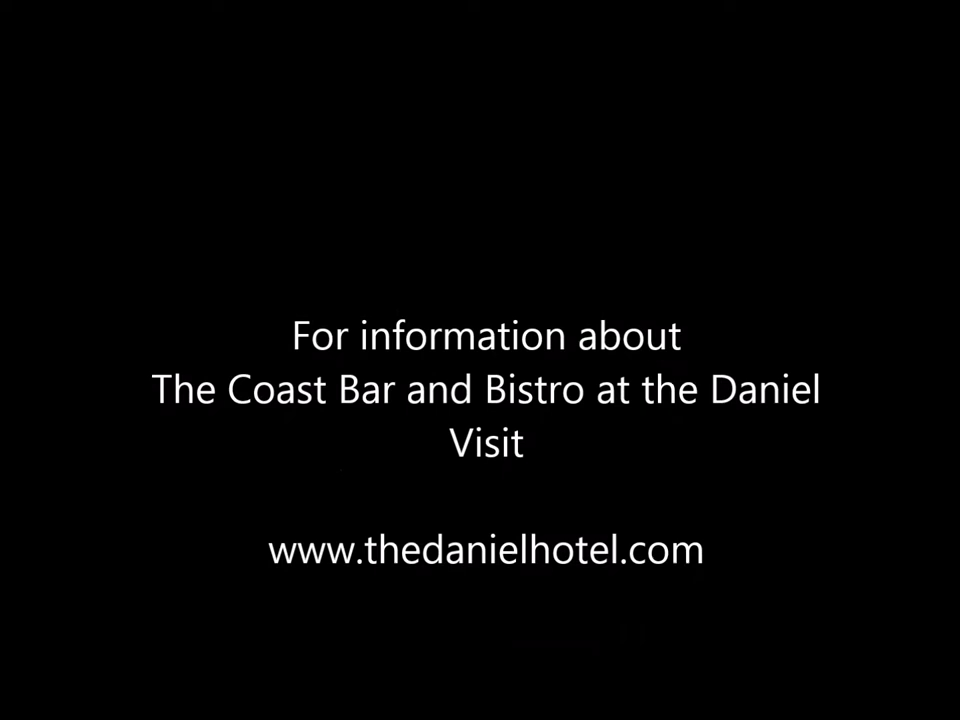 For information about
The Coast Bar and Bistro at the Daniel
Visit
www.thedanielhotel.com